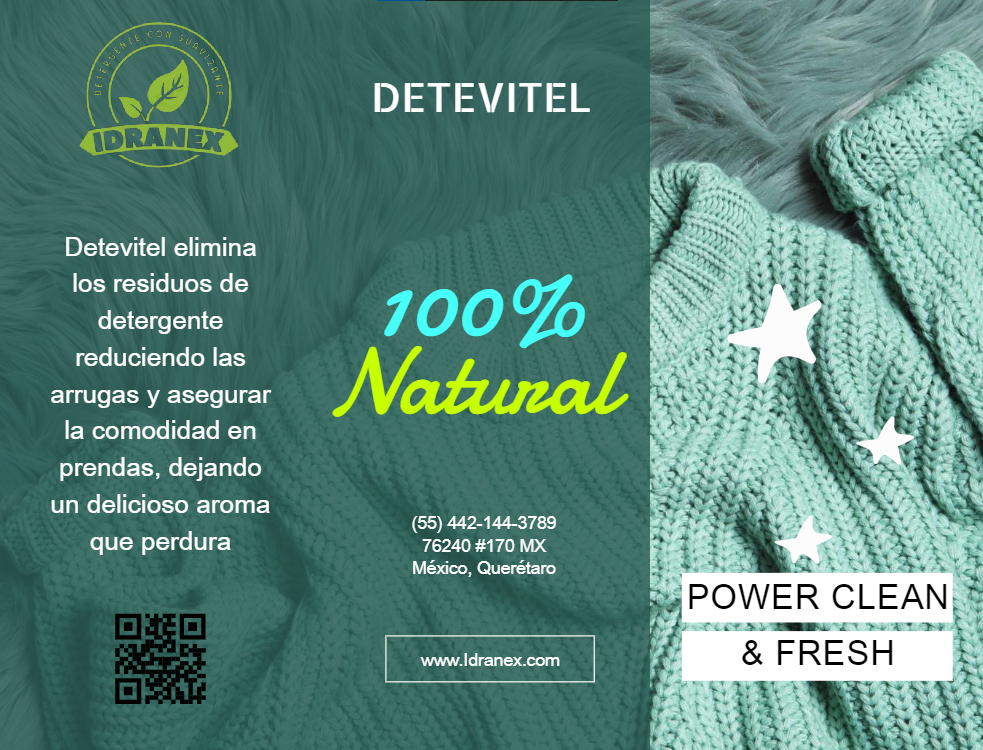 DETERGENTE CON SUAVIZANTE
IDRANEX
Detevitel elimina
los residuos de
detergente
reduciendo las
arrugas y asegurar
la comodidad en
prendas, dejando
un delicioso aroma
que perdura
DETEVITEL
100%
Natural
(55) 442-144-3789
76240 #170 MX
México, Querétaro
www.Idranex.com
POWER CLEAN
& FRESH